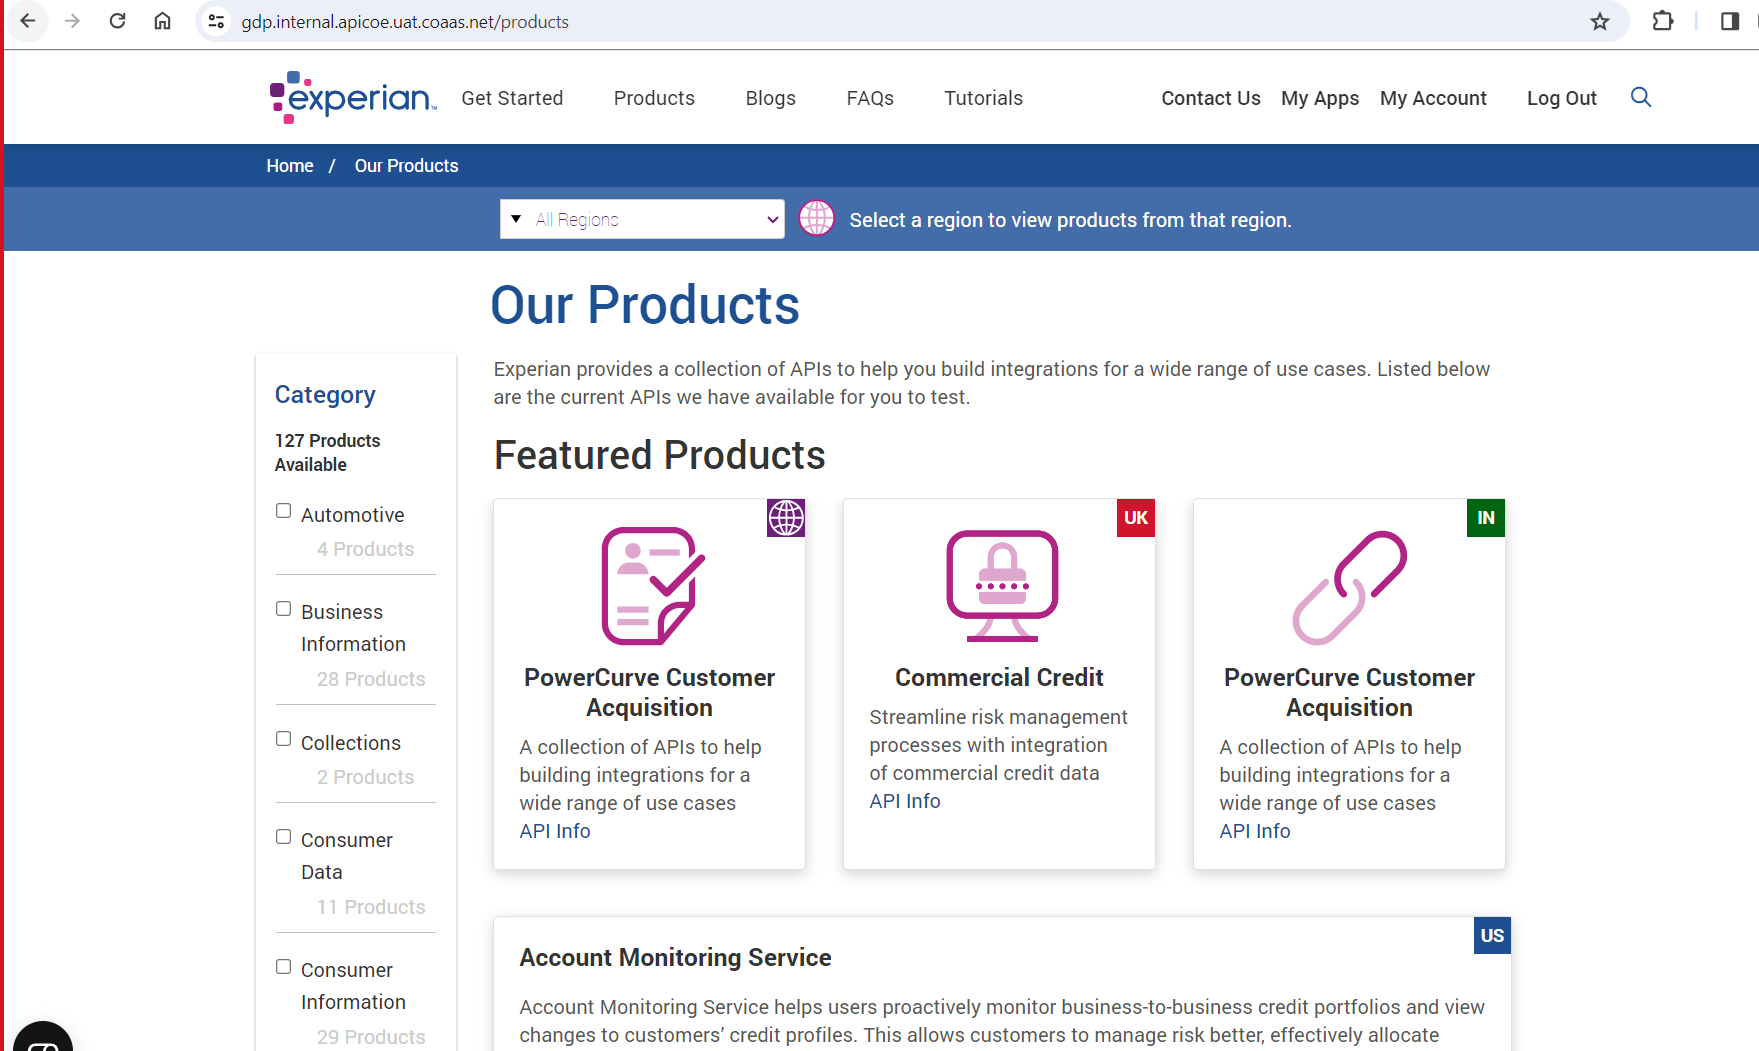 gdp.internal.apicoe.uat.coaas.net/products
experian™
Get Started
Products
Blogs
FAQs
Tutorials
Contact Us
My Apps
My Account
Log Out
Home / Our Products
All Regions
Select a region to view products from that region.
Our Products
Experian provides a collection of APIs to help you build integrations for a wide range of use cases. Listed below
are the current APIs we have available for you to test.
Category
127 Products
Available
Automotive
4 Products
Business
Information
28 Products
Collections
2 Products
Consumer
Data
11 Products
Consumer
Information
29 Products
Featured Products
PowerCurve Customer
Acquisition
A collection of APIs to help
building integrations for a
wide range of use cases
API Info
UK
Commercial Credit
Streamline risk management
processes with integration
of commercial credit data
API Info
IN
PowerCurve Customer
Acquisition
A collection of APIs to help
building integrations for a
wide range of use cases
API Info
US
Account Monitoring Service
Account Monitoring Service helps users proactively monitor business-to-business credit portfolios and view
changes to customers’ credit profiles. This allows customers to manage risk better, effectively allocate